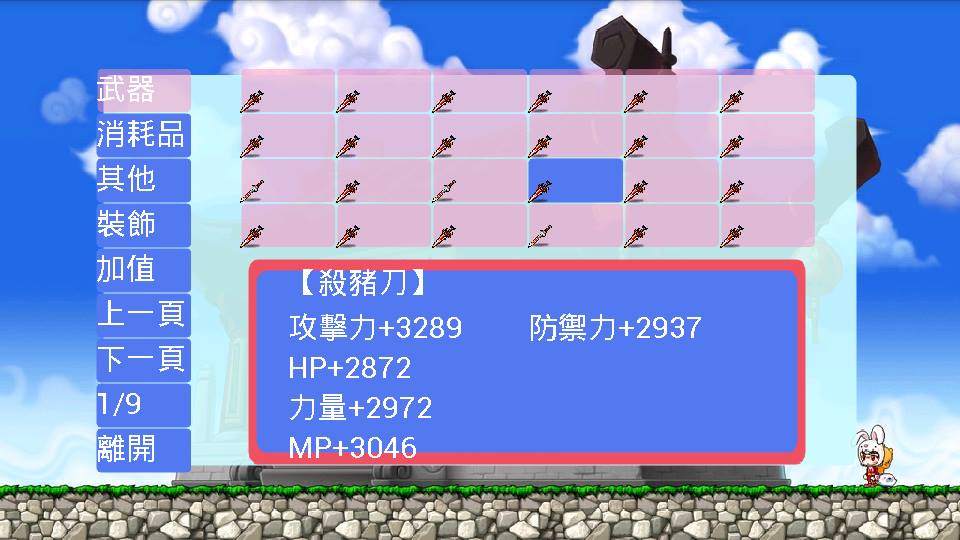 武器
消耗品
其他
裝飾
加值
上一頁
下一頁
1/9
離開
【殺豬刀】
攻擊力+3289 防禦力+2937
HP+2872
力量+2972
MP+3046